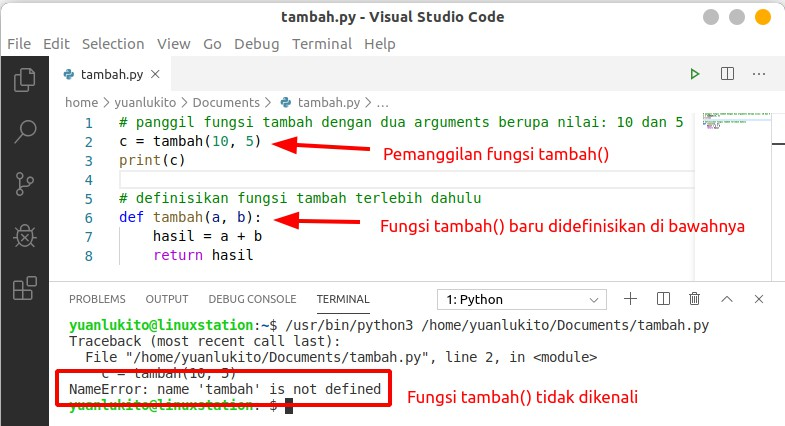 tambah.py - Visual Studio Code
File Edit Selection View Go Debug Terminal Help
tambah.py
home > yuanlukito > Documents > tambah.py > ...
1 # panggil fungsi tambah dengan dua arguments berupa nilai: 10 dan 5
2 c = tambah(10, 5)
3 print(c)
Pemanggilan fungsi tambah()
4
5 # definisikan fungsi tambah terlebih dahulu
6 def tambah(a, b):
Fungsi tambah() baru didefinisikan di bawahnya
7 hasil = a + b
8 return hasil
PROBLEMS OUTPUT DEBUG CONSOLE TERMINAL 1: Python
yuanlukito@linuxstation:~$ /usr/bin/python3 /home/yuanlukito/Documents/tambah.py
Traceback (most recent call last):
File "/home/yuanlukito/Documents/tambah.py", line 2, in <module>
c = tambah(10, 5)
NameError: name 'tambah' is not defined
Fungsi tambah() tidak dikenali
yuanlukito@linuxstation:~$